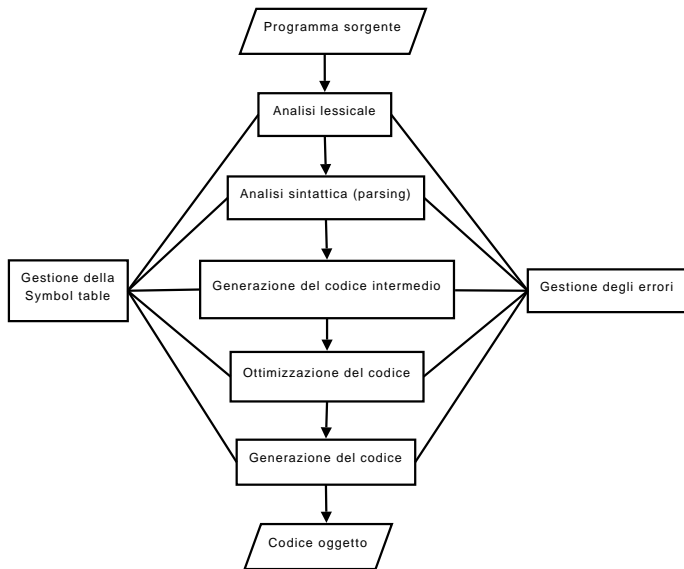 Programma sorgente
Analisi lessicale
Analisi sintattica (parsing)
Gestione della
Symbol table
Generazione del codice intermedio
Gestione degli errori
Ottimizzazione del codice
Generazione del codice
Codice oggetto